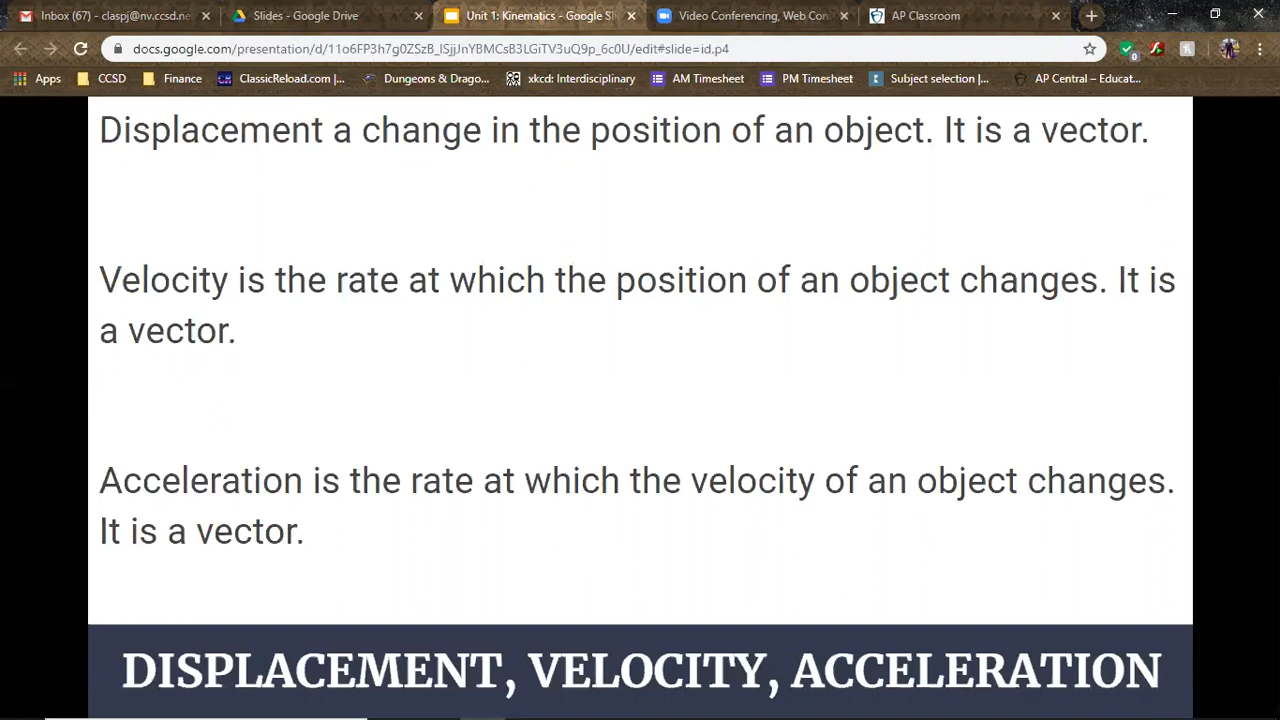 Inbox (67) - claspj@nv.ccsd.ne
Slides - Google Drive
Unit 1: Kinematics - Google Sl
Video Conferencing, Web Con
AP Classroom
docs.google.com/presentation/d/11o6FP3h7g0ZSzB_lSjjJnYBMCsB3LGiTV3uQ9p_6c0U/edit#slide=id.p4
Apps CCSD Finance ClassicReload.com |... Dungeons & Drago... xkcd: Interdisciplinary AM Timesheet PM Timesheet Subject selection |... AP Central – Educat...
Displacement a change in the position of an object. It is a vector.
Velocity is the rate at which the position of an object changes. It is
a vector.
Acceleration is the rate at which the velocity of an object changes.
It is a vector.
DISPLACEMENT, VELOCITY, ACCELERATION